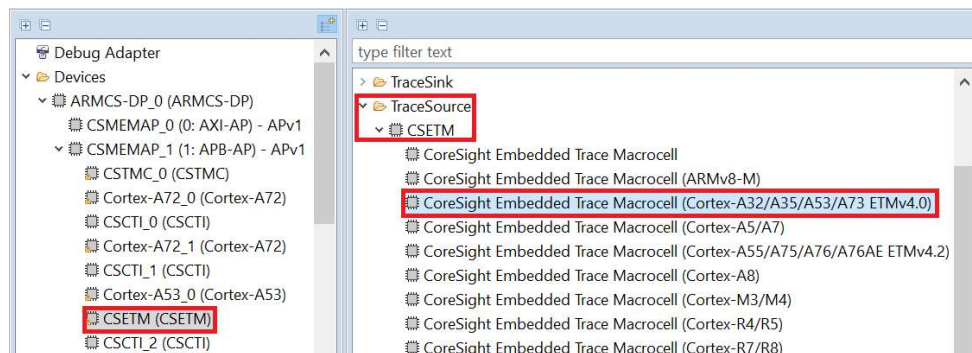 Debug Adapter
Devices
ARMCS-DP_0 (ARMCS-DP)
CSMEMAP_0 (0: AXI-AP) - APv1
CSMEMAP_1 (1: APB-AP) - APv1
CSTMC_0 (CSTMC)
Cortex-A72_0 (Cortex-A72)
CSCTI_0 (CSCTI)
Cortex-A72_1 (Cortex-A72)
CSCTI_1 (CSCTI)
Cortex-A53_0 (Cortex-A53)
CSETM (CSETM)
CSCTI_2 (CSCTI)
type filter text
TraceSink
TraceSource
CSETM
CoreSight Embedded Trace Macrocell
CoreSight Embedded Trace Macrocell (ARMv8-M)
CoreSight Embedded Trace Macrocell (Cortex-A32/A35/A53/A73 ETMv4.0)
CoreSight Embedded Trace Macrocell (Cortex-A5/A7)
CoreSight Embedded Trace Macrocell (Cortex-A55/A75/A76/A76AE ETMv4.2)
CoreSight Embedded Trace Macrocell (Cortex-A8)
CoreSight Embedded Trace Macrocell (Cortex-M3/M4)
CoreSight Embedded Trace Macrocell (Cortex-R4/R5)
CoreSight Embedded Trace Macrocell (Cortex-R7/R8)